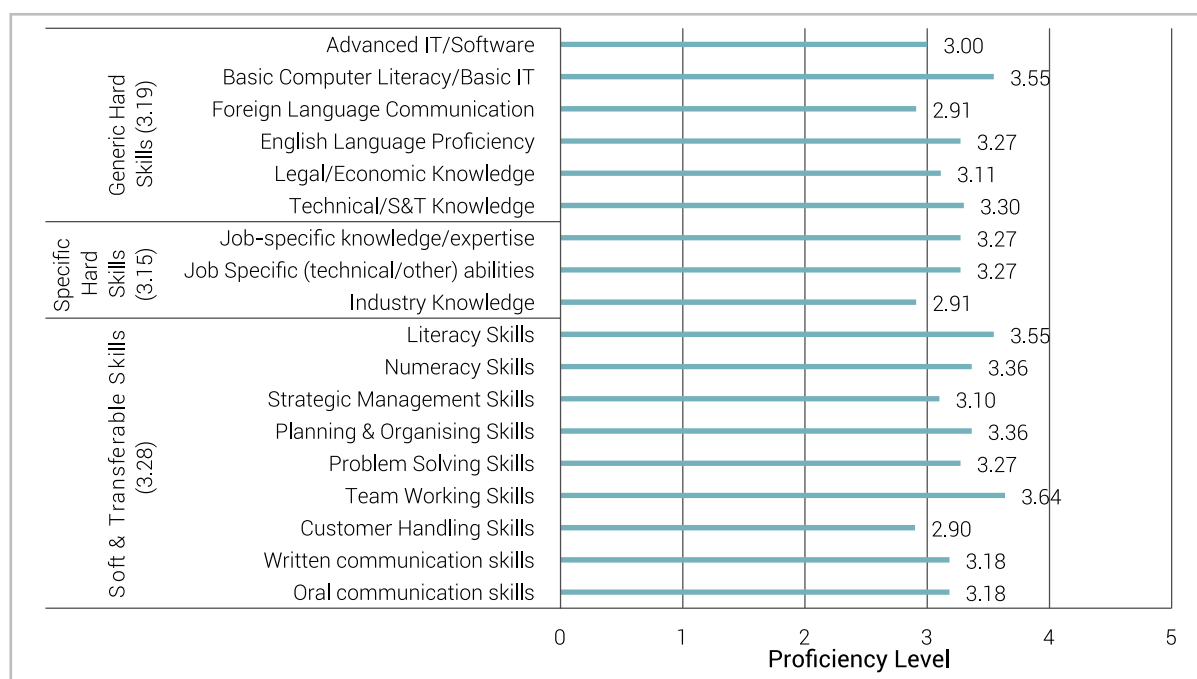 Generic Hard
Skills (3.19)
Advanced IT/Software 3.00
Basic Computer Literacy/Basic IT 3.55
Foreign Language Communication 2.91
English Language Proficiency 3.27
Legal/Economic Knowledge 3.11
Technical/S&T Knowledge 3.30
Specific
Hard
Skills
(3.15)
Job-specific knowledge/expertise 3.27
Job Specific (technical/other) abilities 3.27
Industry Knowledge 2.91
Soft & Transferable Skills
(3.28)
Literacy Skills 3.55
Numeracy Skills 3.36
Strategic Management Skills 3.10
Planning & Organising Skills 3.36
Problem Solving Skills 3.27
Team Working Skills 3.64
Customer Handling Skills 2.90
Written communication skills 3.18
Oral communication skills 3.18
0 1 2 3 4 5
Proficiency Level